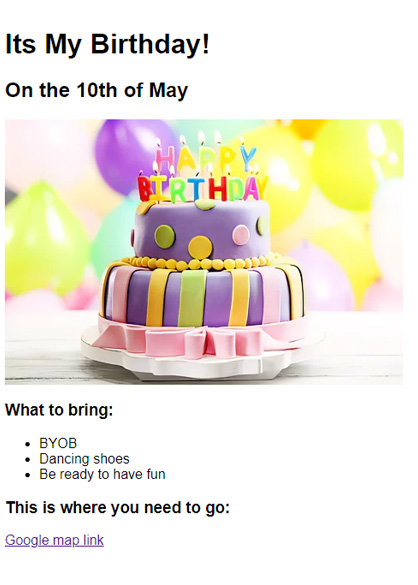 Its My Birthday!
On the 10th of May
HAPPY
BIRTHDAY
What to bring:
BYOB
Dancing shoes
Be ready to have fun
This is where you need to go:
Google map link